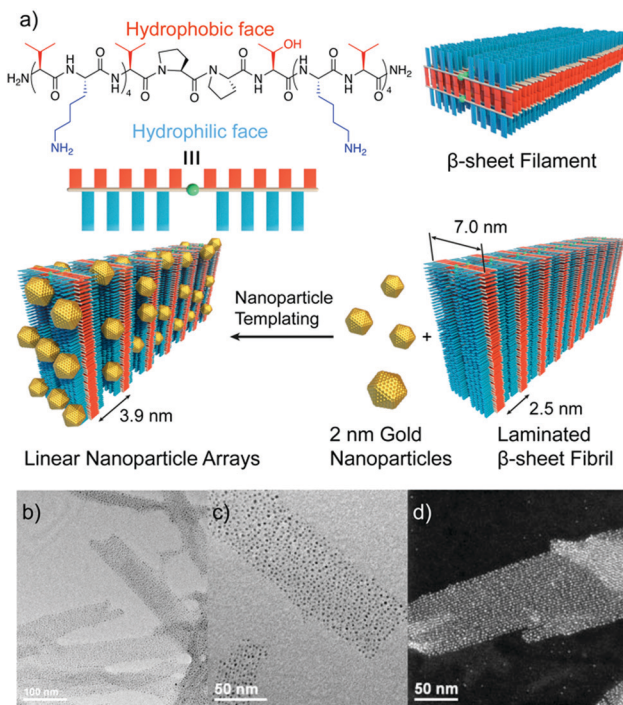 a)
Hydrophobic face
OH
H₂N
H
N
O
N
H
4
O
N
O
N
O
H
N
O
N
H
O
H
N
O
4
NH₂
NH₂
Hydrophilic face
NH₂
III
β-sheet Filament
7.0 nm
Nanoparticle
Templating
+
3.9 nm
2.5 nm
Linear Nanoparticle Arrays
2 nm Gold
Nanoparticles
Laminated
β-sheet Fibril
b)
c)
d)
100 nm
50 nm
50 nm